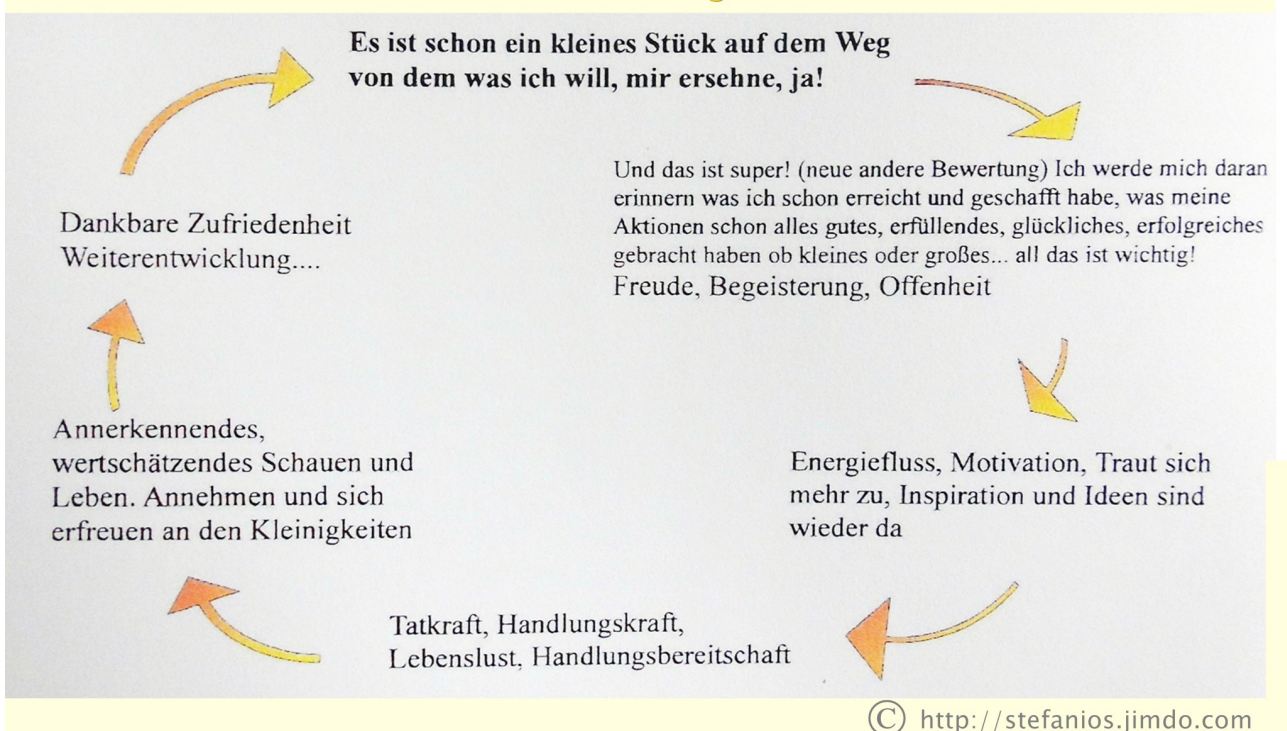 Es ist schon ein kleines Stück auf dem Weg
von dem was ich will, mir ersehne, ja!
Und das ist super! (neue andere Bewertung) Ich werde mich daran
erinnern was ich schon erreicht und geschafft habe, was meine
Aktionen schon alles gutes, erfüllendes, glückliches, erfolgreiches
gebracht haben ob kleines oder großes... all das ist wichtig!
Freude, Begeisterung, Offenheit
Energiefluss, Motivation, Traut sich
mehr zu, Inspiration und Ideen sind
wieder da
Tatkraft, Handlungskraft,
Lebenslust, Handlungsbereitschaft
Annerkennendes,
wertschätzendes Schauen und
Leben. Annehmen und sich
erfreuen an den Kleinigkeiten
Dankbare Zufriedenheit
Weiterentwicklung....
© http://stefanios.jimdo.com